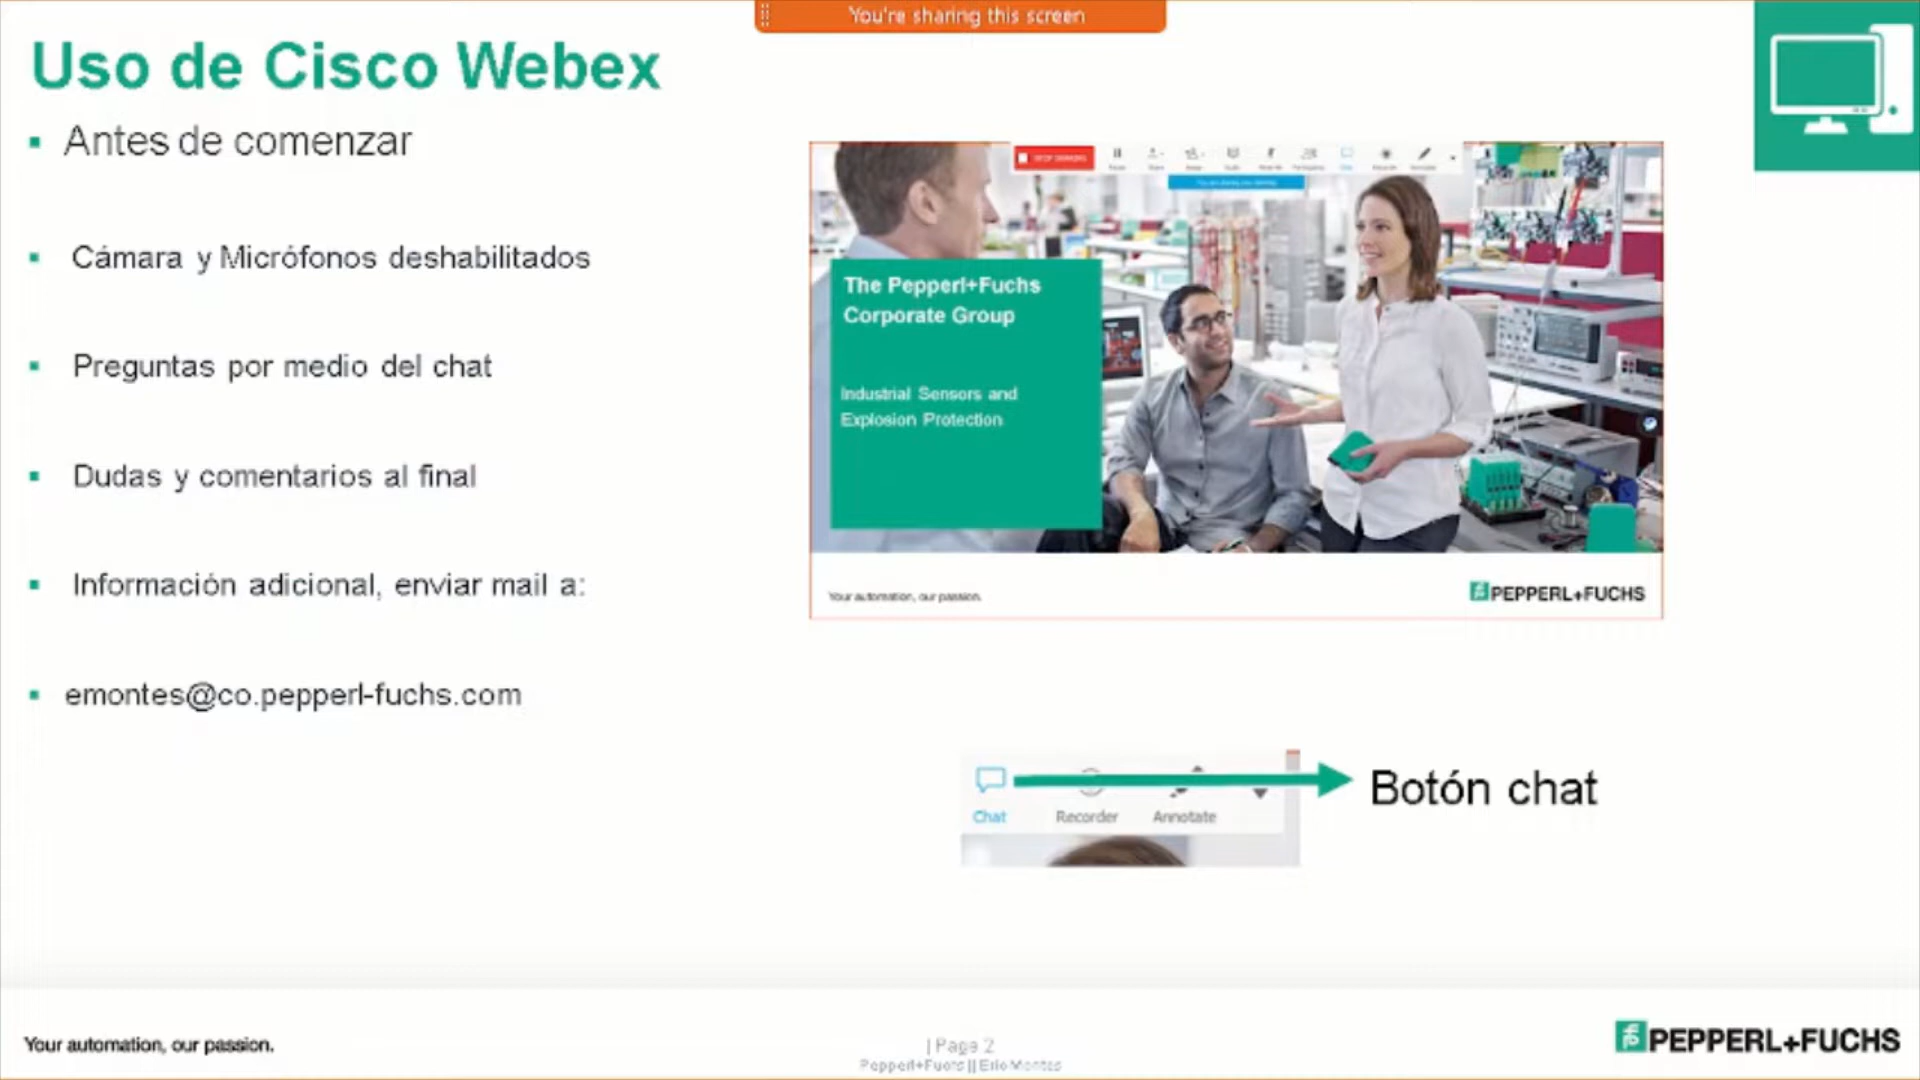 You're sharing this screen
Uso de Cisco Webex
Antes de comenzar
Cámara y Micrófonos deshabilitados
Preguntas por medio del chat
Dudas y comentarios al final
Información adicional, enviar mail a:
emontes@co.pepperl-fuchs.com
The Pepperl+Fuchs
Corporate Group
Industrial Sensors and
Explosion Protection
Your automation, our passion.
PEPPERL+FUCHS
Chat Recorder Annotate
Botón chat
Your automation, our passion.
| Page 2
Pepperl+Fuchs || Eric Montes
PEPPERL+FUCHS